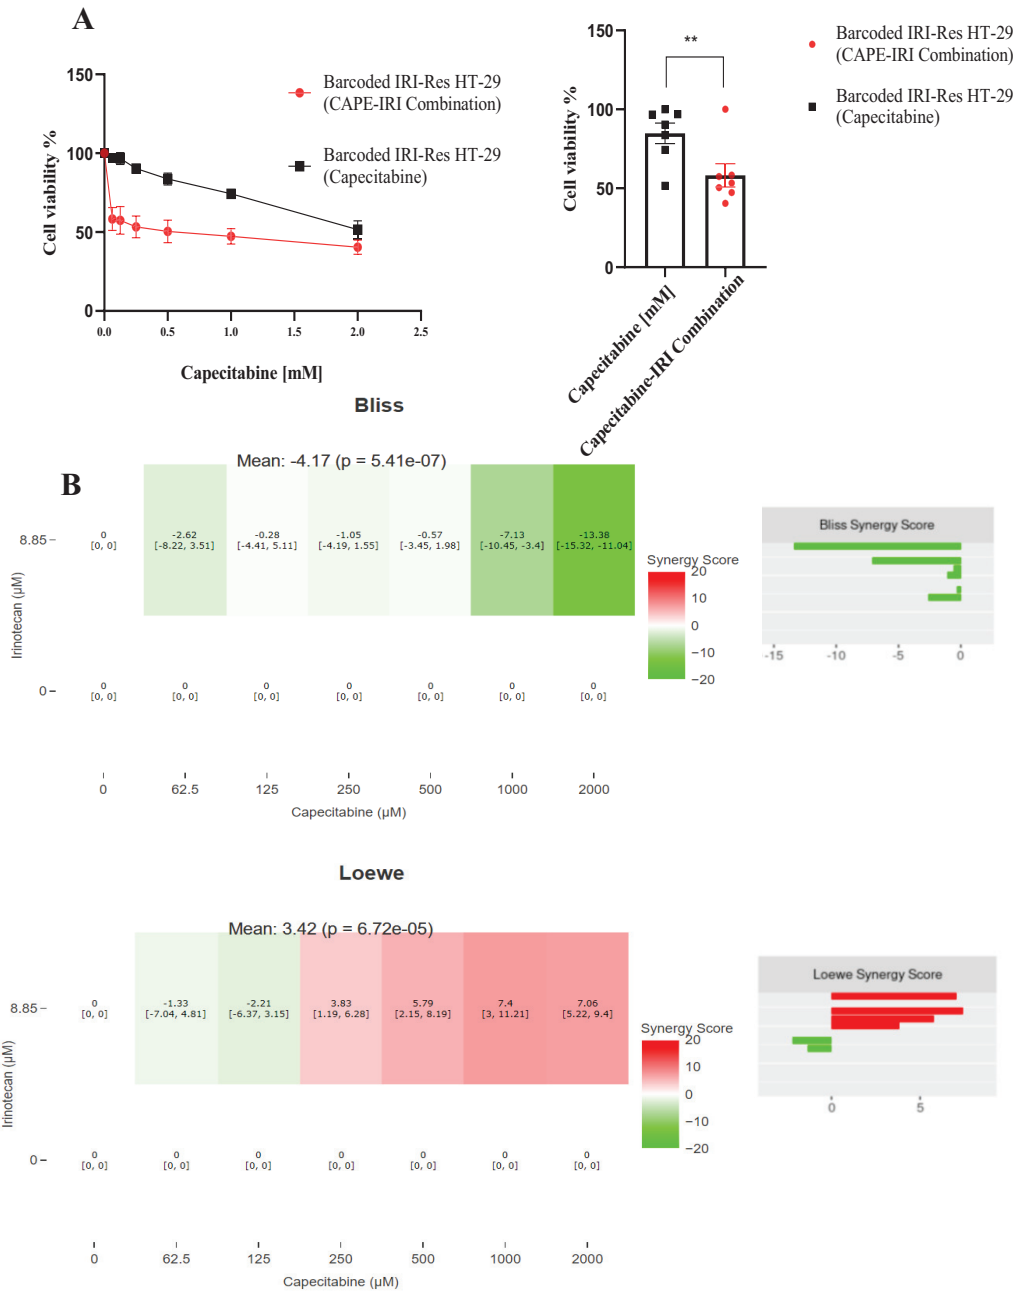 A
150
100
50
0
Cell viability %
0.0 0.5 1.0 1.5 2.0 2.5
Capecitabine [mM]
Barcoded IRI-Res HT-29
(CAPE-IRI Combination)
Barcoded IRI-Res HT-29
(Capecitabine)
150
100
50
0
Cell viability %
**
Capecitabine [mM]
Capecitabine-IRI Combination
Barcoded IRI-Res HT-29
(CAPE-IRI Combination)
Barcoded IRI-Res HT-29
(Capecitabine)
B
Bliss
Mean: -4.17 (p = 5.41e-07)
Irinotecan (µM)
8.85
0 -2.62 -0.28 -1.05 -0.57 -7.13 -13.38
[0, 0] [-8.22, 3.51] [-4.41, 5.11] [-4.19, 1.55] [-3.45, 1.98] [-10.45, -3.4] [-15.32, -11.04]
0
0 0 0 0 0 0 0
[0, 0] [0, 0] [0, 0] [0, 0] [0, 0] [0, 0] [0, 0]
0 62.5 125 250 500 1000 2000
Capecitabine (µM)
Synergy Score
20
10
0
−10
−20
Bliss Synergy Score
-15 -10 -5 0
Loewe
Mean: 3.42 (p = 6.72e-05)
Irinotecan (µM)
8.85
0 -1.33 -2.21 3.83 5.79 7.4 7.06
[0, 0] [-7.04, 4.81] [-6.37, 3.15] [1.19, 6.28] [2.15, 8.19] [3, 11.21] [5.22, 9.4]
0
0 0 0 0 0 0 0
[0, 0] [0, 0] [0, 0] [0, 0] [0, 0] [0, 0] [0, 0]
0 62.5 125 250 500 1000 2000
Capecitabine (µM)
Synergy Score
20
10
0
−10
−20
Loewe Synergy Score
0 5